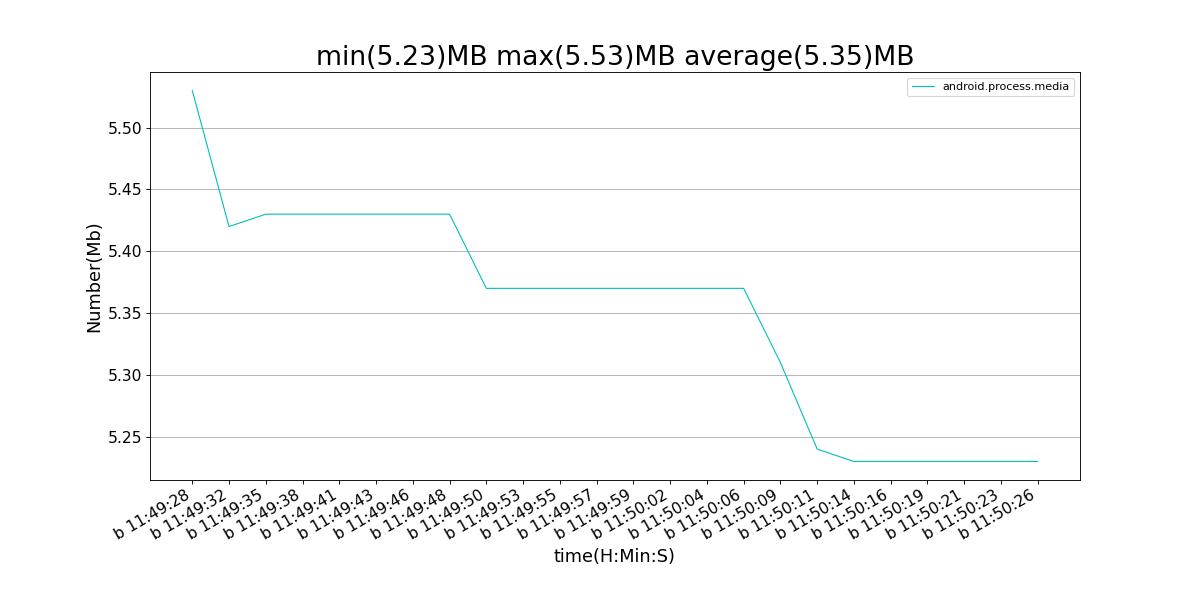 min(5.23)MB max(5.53)MB average(5.35)MB
android.process.media
5.50
5.45
5.40
5.35
5.30
5.25
Number(Mb)
b 11:49:28
b 11:49:32
b 11:49:35
b 11:49:38
b 11:49:41
b 11:49:43
b 11:49:46
b 11:49:48
b 11:49:50
b 11:49:53
b 11:49:55
b 11:49:57
b 11:49:59
b 11:50:02
b 11:50:04
b 11:50:06
b 11:50:09
b 11:50:11
b 11:50:14
b 11:50:16
b 11:50:19
b 11:50:21
b 11:50:23
b 11:50:26
time(H:Min:S)